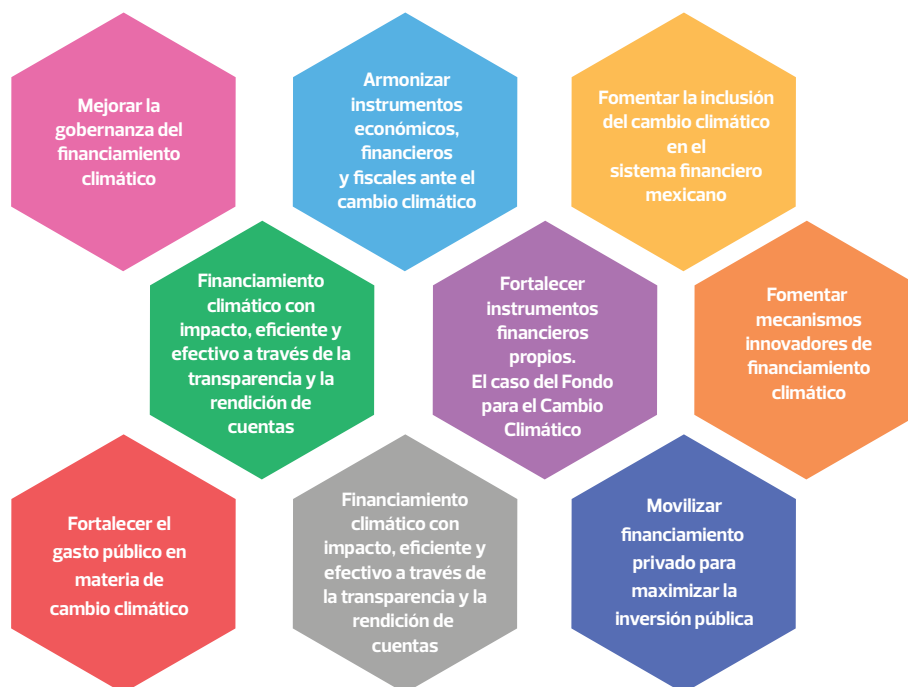 Mejorar la
gobernanza del
financiamiento
climático
Armonizar
instrumentos
económicos,
financieros
y fiscales ante el
cambio climático
Fomentar la inclusión
del cambio climático
en el
sistema financiero
mexicano
Financiamiento
climático con
impacto, eficiente y
efectivo a través de la
transparencia y la
rendición de
cuentas
Fortalecer
instrumentos
financieros
propios.
El caso del Fondo
para el Cambio
Climático
Fomentar
mecanismos
innovadores de
financiamiento
climático
Fortalecer el
gasto público en
materia de
cambio climático
Financiamiento
climático con
impacto, eficiente y
efectivo a través de
la transparencia y la
rendición de
cuentas
Movilizar
financiamiento
privado para
maximizar la
inversión pública